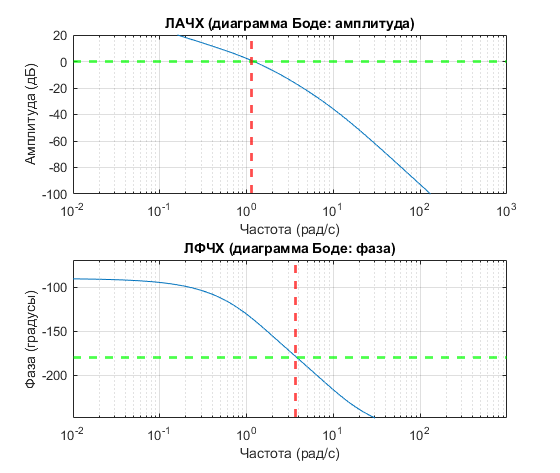 ЛАЧХ (диаграмма Боде: амплитуда)
Амплитуда (дБ)
20
0
-20
-40
-60
-80
-100
10⁻² 10⁻¹ 10⁰ 10¹ 10² 10³
Частота (рад/с)
ЛФЧХ (диаграмма Боде: фаза)
Фаза (градусы)
-100
-150
-200
10⁻² 10⁻¹ 10⁰ 10¹ 10²
Частота (рад/с)